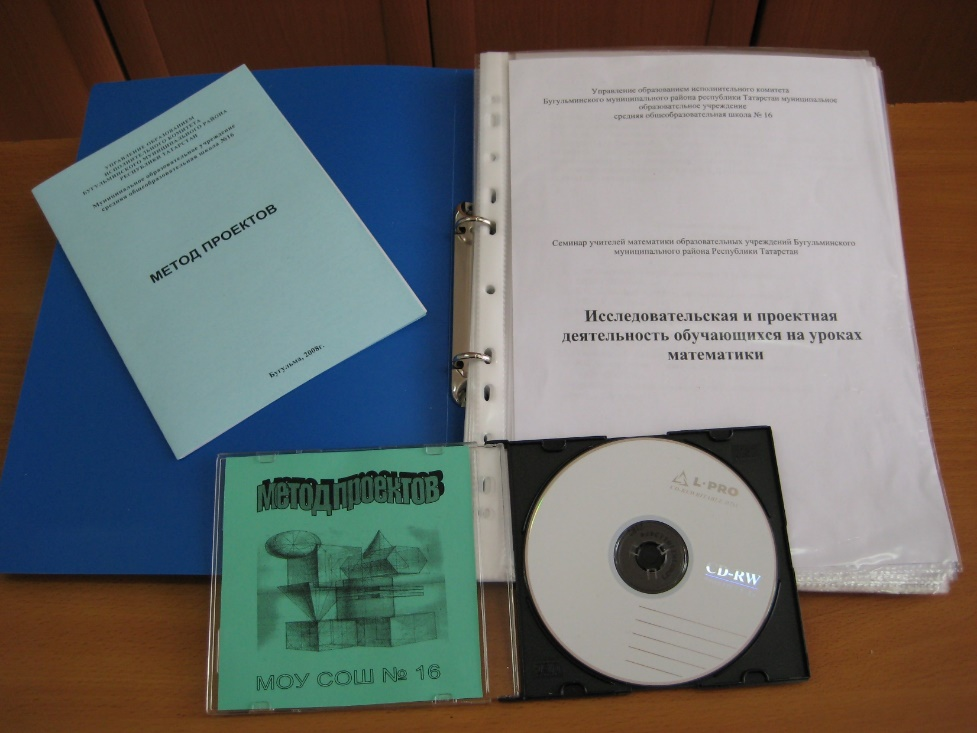 УПРАВЛЕНИЕ ОБРАЗОВАНИЕМ
ИСПОЛНИТЕЛЬНОГО КОМИТЕТА
БУГУЛЬМИНСКОГО МУНИЦИПАЛЬНОГО РАЙОНА
РЕСПУБЛИКИ ТАТАРСТАН
Муниципальное образовательное учреждение
средняя общеобразовательная школа №16
МЕТОД ПРОЕКТОВ
Бугульма, 2008г.
Управление образованием исполнительного комитета
Бугульминского муниципального района республики Татарстан муниципальное
образовательное учреждение
средняя общеобразовательная школа № 16
Семинар учителей математики образовательных учреждений Бугульминского
муниципального района Республики Татарстан
Исследовательская и проектная
деятельность обучающихся на уроках
математики
метод проектов
МОУ СОШ № 16
L-PRO
CD-RW